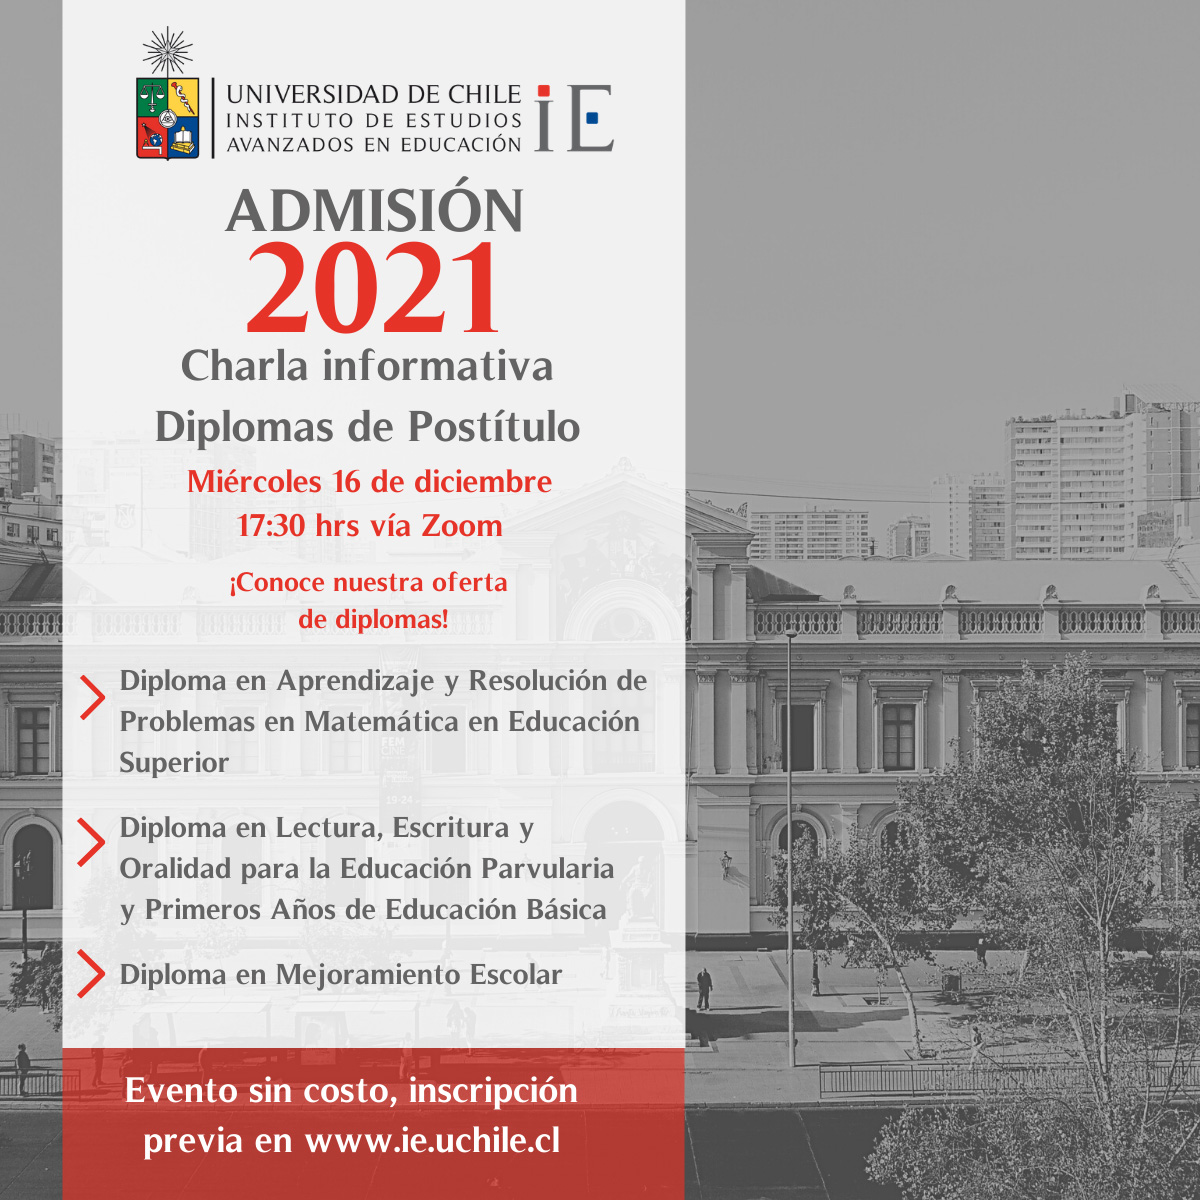 UNIVERSIDAD DE CHILE
INSTITUTO DE ESTUDIOS
AVANZADOS EN EDUCACIÓN
iE
ADMISIÓN
2021
Charla informativa
Diplomas de Postítulo
Miércoles 16 de diciembre
17:30 hrs vía Zoom
¡Conoce nuestra oferta
de diplomas!
Diploma en Aprendizaje y Resolución de
Problemas en Matemática en Educación
Superior
Diploma en Lectura, Escritura y
Oralidad para la Educación Parvularia
y Primeros Años de Educación Básica
Diploma en Mejoramiento Escolar
Evento sin costo, inscripción
previa en www.ie.uchile.cl